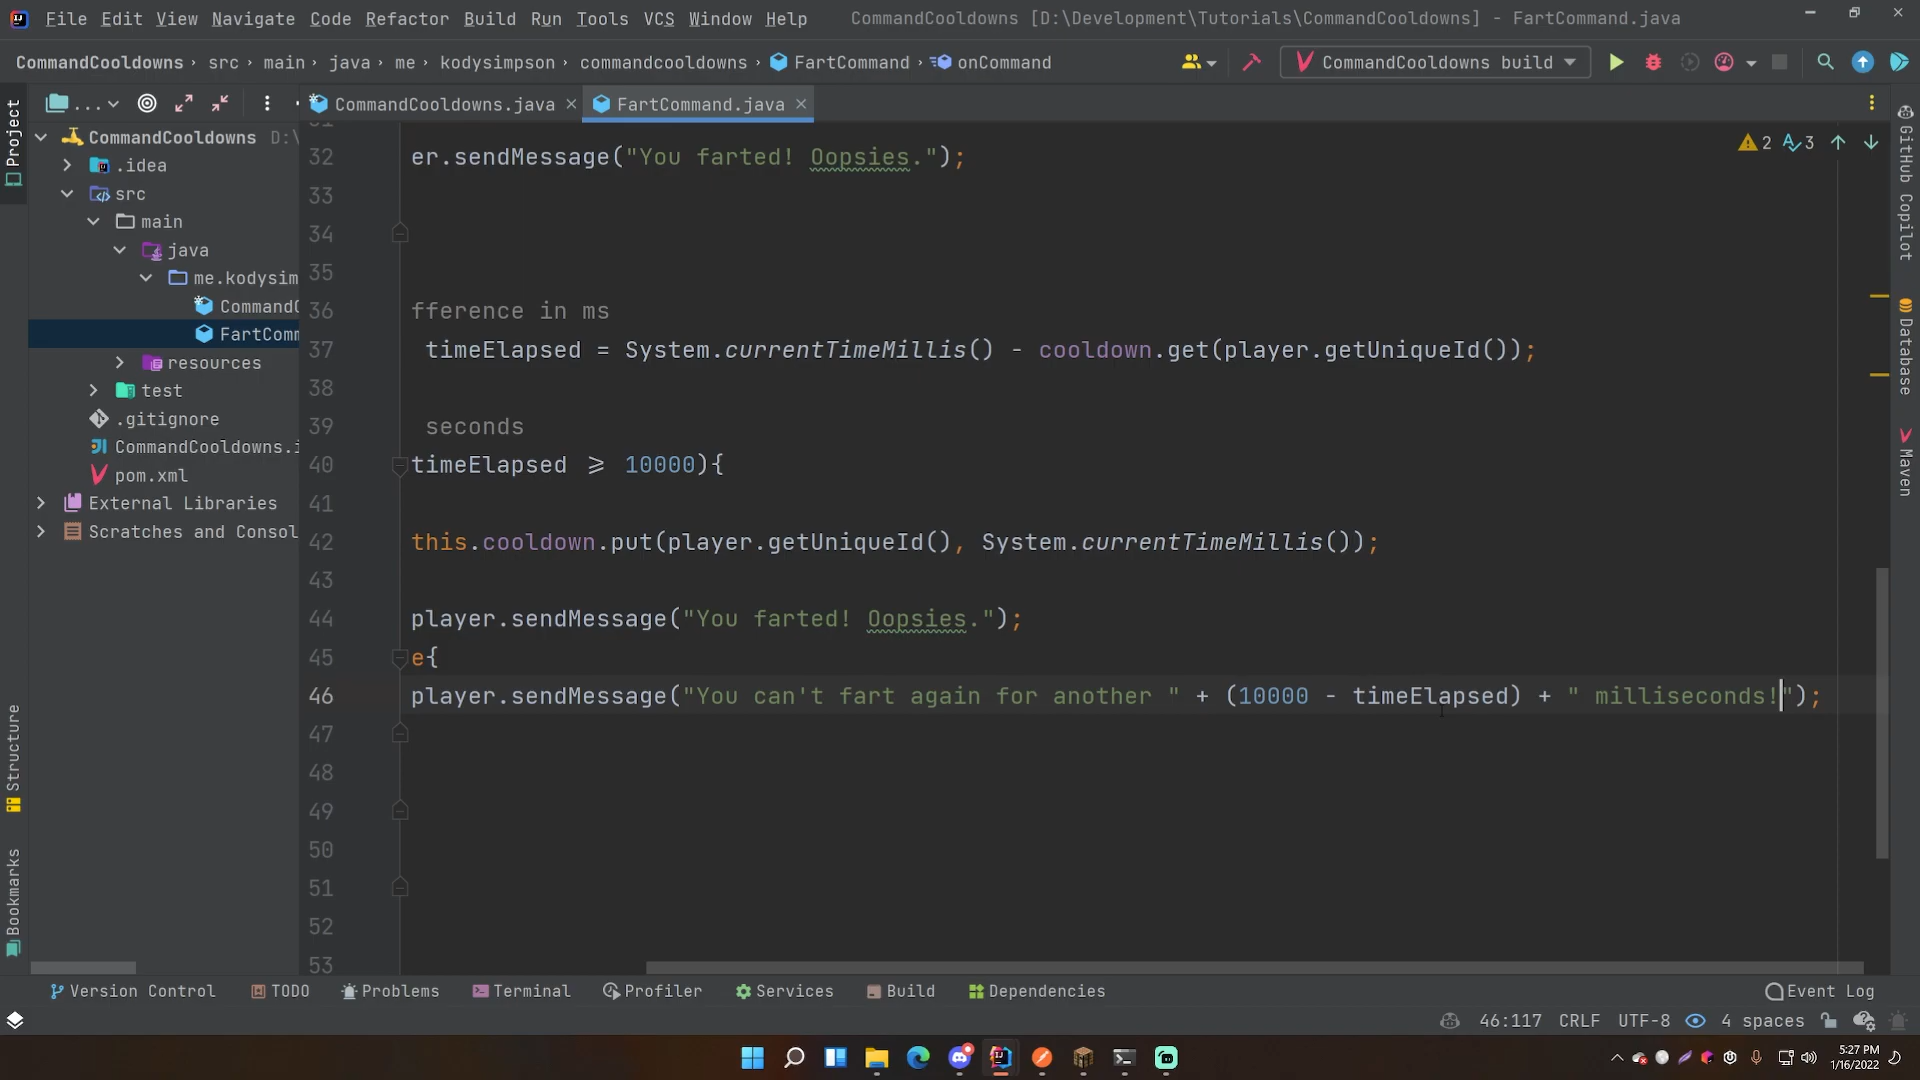 File Edit View Navigate Code Refactor Build Run Tools VCS Window Help CommandCooldowns [D:\Development\Tutorials\CommandCooldowns] - FartCommand.java
CommandCooldowns › src › main › java › me › kodysimpson › commandcooldowns › FartCommand › onCommand CommandCooldowns build
Project
... CommandCooldowns.java FartCommand.java
CommandCooldowns D:\
.idea
src
main
java
me.kodysim
CommandC
FartComm
resources
test
.gitignore
CommandCooldowns.i
pom.xml
External Libraries
Scratches and Consol
2 3
32 er.sendMessage("You farted! Oopsies.");
33
34
35
36 fference in ms
37 timeElapsed = System.currentTimeMillis() - cooldown.get(player.getUniqueId());
38
39 seconds
40 timeElapsed ⩾ 10000){
41
42 this.cooldown.put(player.getUniqueId(), System.currentTimeMillis());
43
44 player.sendMessage("You farted! Oopsies.");
45 e{
46 player.sendMessage("You can't fart again for another " + (10000 - timeElapsed) + " milliseconds!");
47
48
49
50
51
52
53
Structure
Bookmarks
GitHub Copilot
Database
Maven
Version Control TODO Problems Terminal Profiler Services Build Dependencies Event Log
46:117 CRLF UTF-8 4 spaces
5:27 PM
1/16/2022